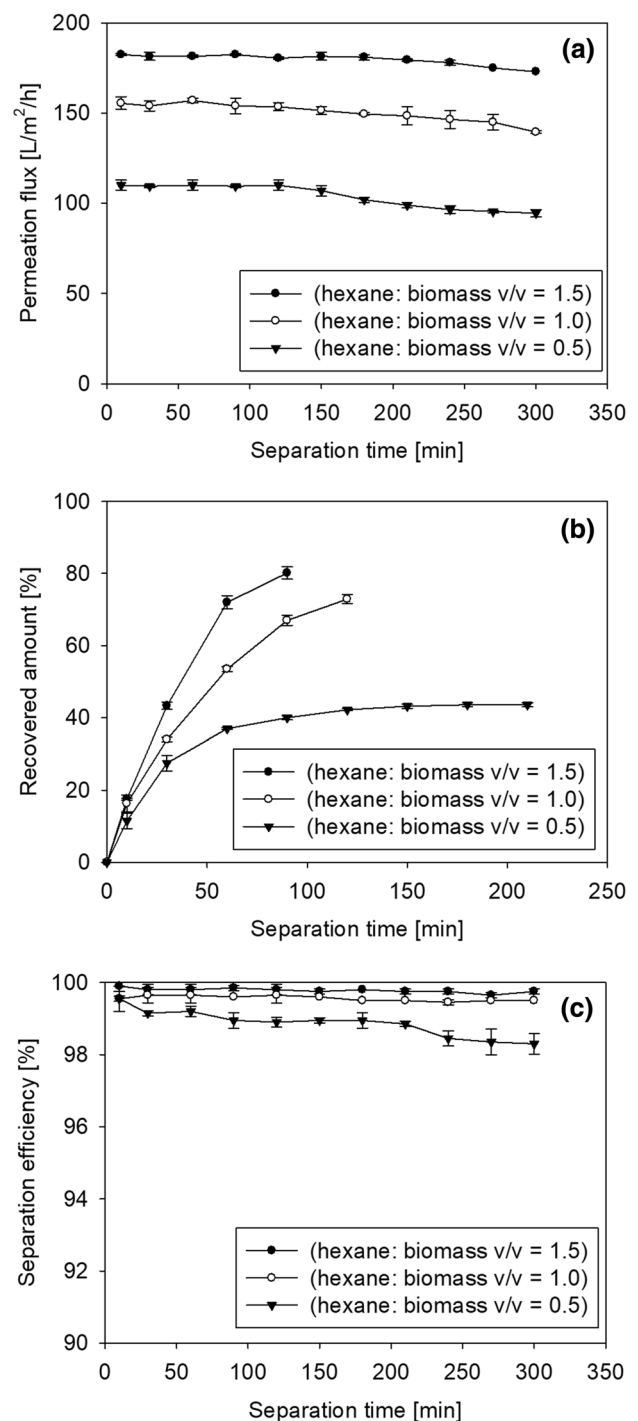 (a)
Permeation flux [L/m²/h]
200
150
100
50
0
(hexane: biomass v/v = 1.5)
(hexane: biomass v/v = 1.0)
(hexane: biomass v/v = 0.5)
0 50 100 150 200 250 300 350
Separation time [min]
(b)
Recovered amount [%]
100
80
60
40
20
0
(hexane: biomass v/v = 1.5)
(hexane: biomass v/v = 1.0)
(hexane: biomass v/v = 0.5)
0 50 100 150 200 250
Separation time [min]
(c)
Separation efficiency [%]
100
98
96
94
92
90
(hexane: biomass v/v = 1.5)
(hexane: biomass v/v = 1.0)
(hexane: biomass v/v = 0.5)
0 50 100 150 200 250 300 350
Separation time [min]